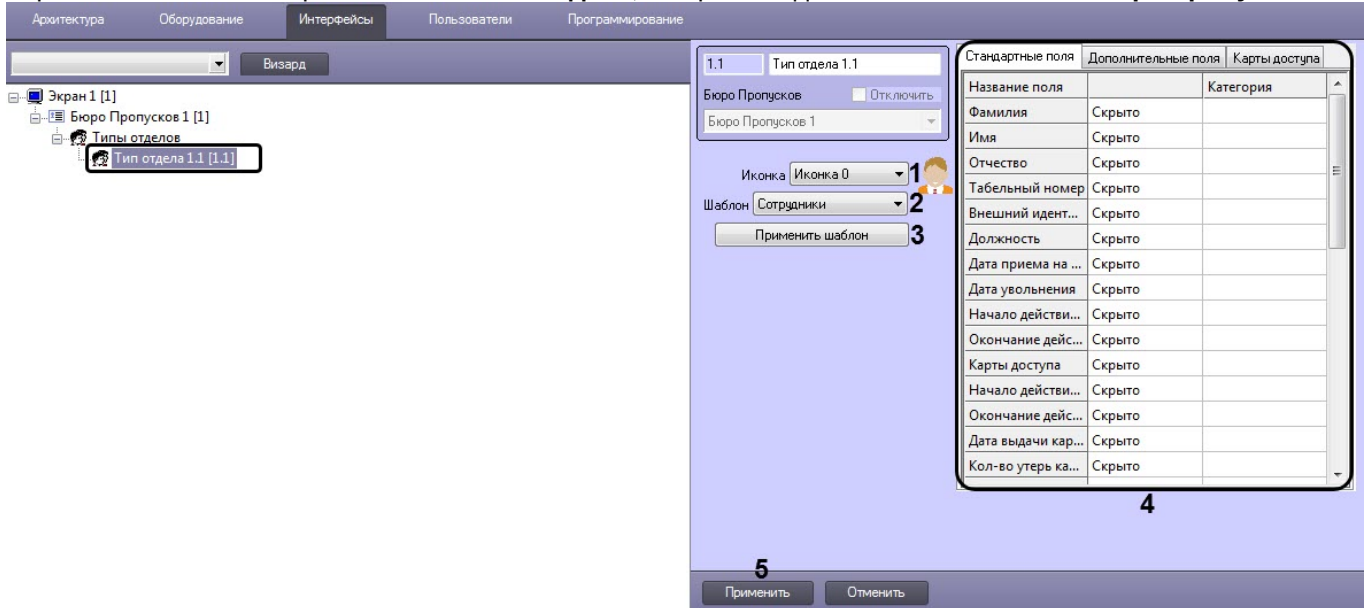 Архитектура Оборудование Интерфейсы Пользователи Программирование
Визард
Экран 1 [1]
Бюро Пропусков 1 [1]
Типы отделов
Тип отдела 1.1 [1.1]
1.1 Тип отдела 1.1
Бюро Пропусков Отключить
Бюро Пропусков 1
Иконка Иконка 0 1
Шаблон Сотрудники 2
Применить шаблон 3
Стандартные поля Дополнительные поля Карты доступа
Название поля Категория
Фамилия Скрыто
Имя Скрыто
Отчество Скрыто
Табельный номер Скрыто
Внешний идент... Скрыто
Должность Скрыто
Дата приема на ... Скрыто
Дата увольнения Скрыто
Начало действи... Скрыто
Окончание дейс... Скрыто
Карты доступа Скрыто
Начало действи... Скрыто
Окончание дейс... Скрыто
Дата выдачи кар... Скрыто
Кол-во утерь ка... Скрыто
4
5
Применить Отменить